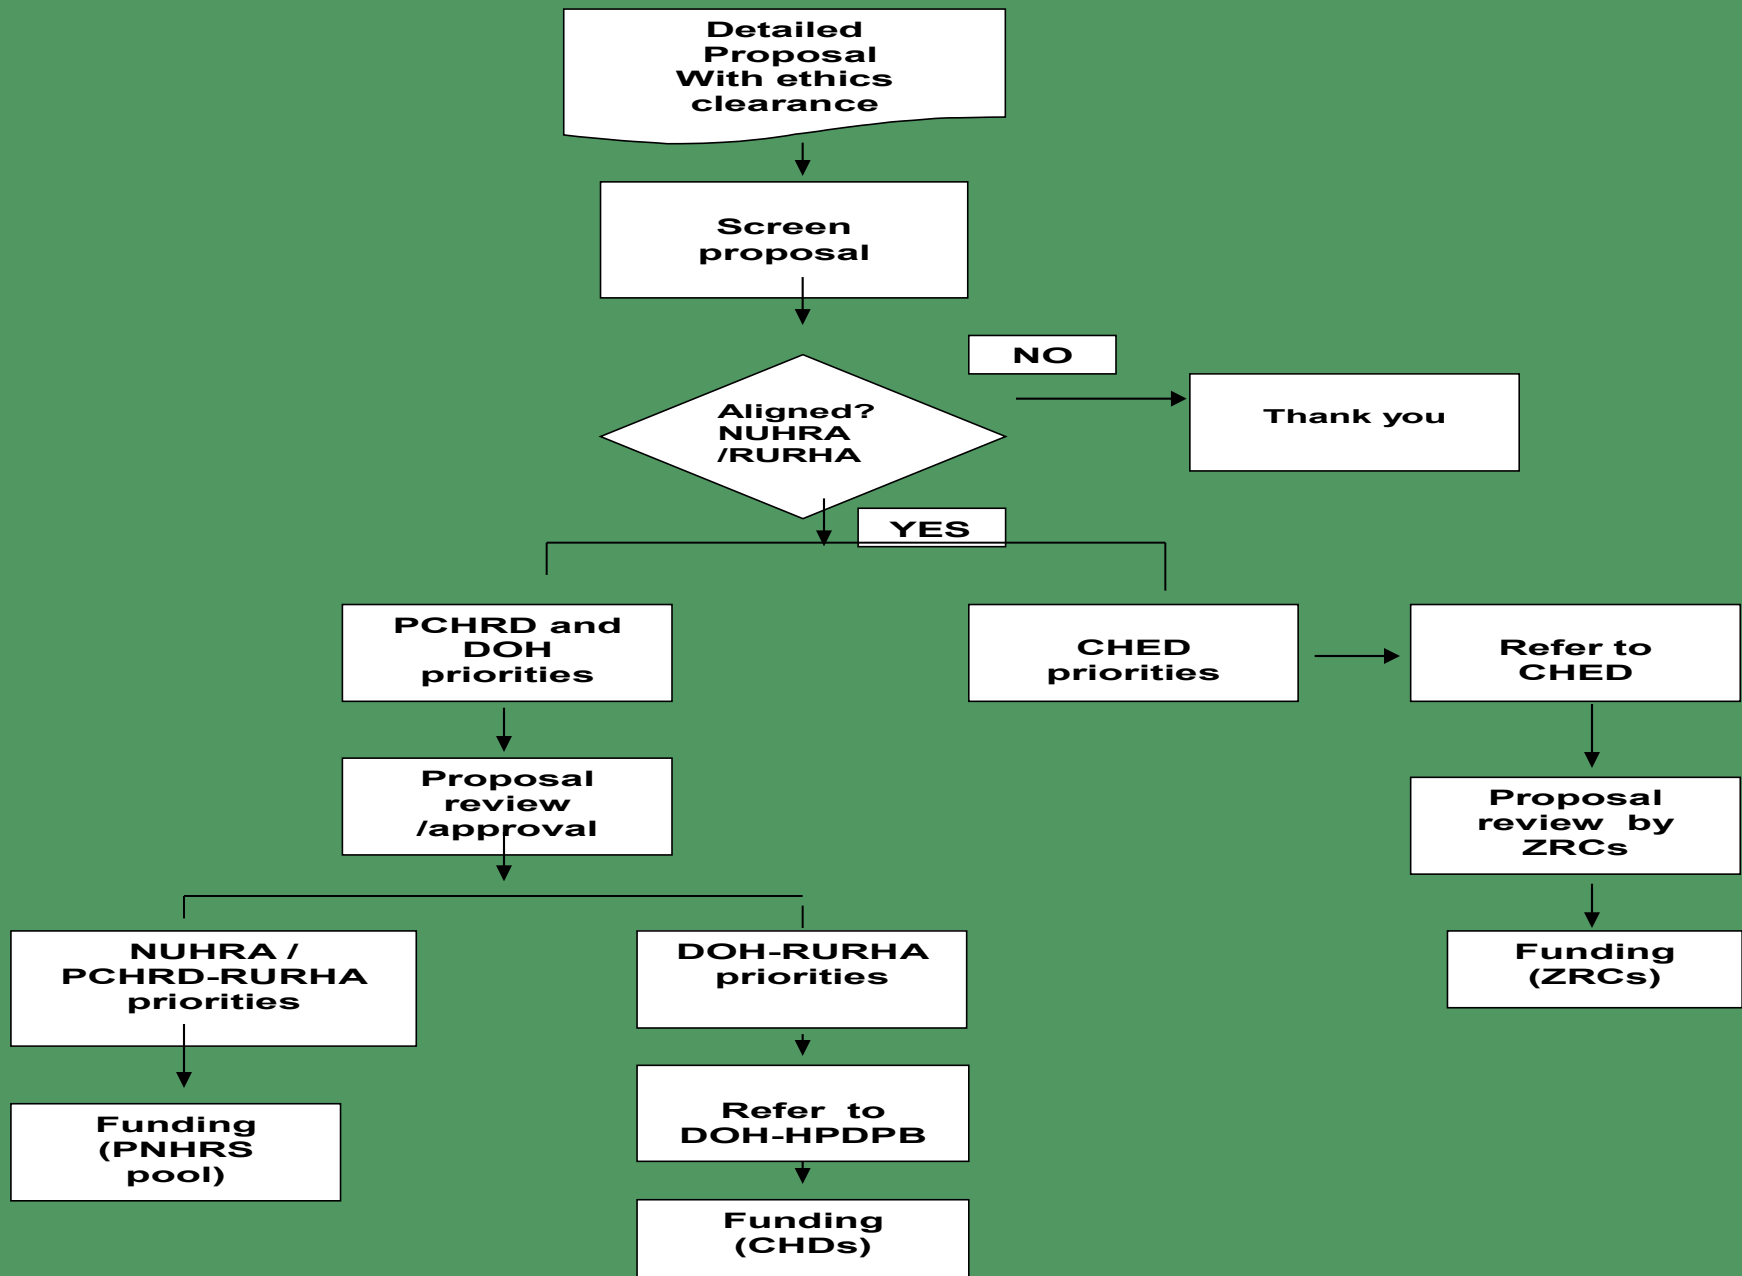 Detailed
Proposal
With ethics
clearance
Screen
proposal
NO
Thank you
Aligned?
NUHRA
/RURHA
YES
PCHRD and
DOH
priorities
CHED
priorities
Refer to
CHED
Proposal
review
/approval
Proposal
review by
ZRCs
NUHRA /
PCHRD-RURHA
priorities
DOH-RURHA
priorities
Funding
(ZRCs)
Funding
(PNHRS
pool)
Refer to
DOH-HPDPB
Funding
(CHDs)